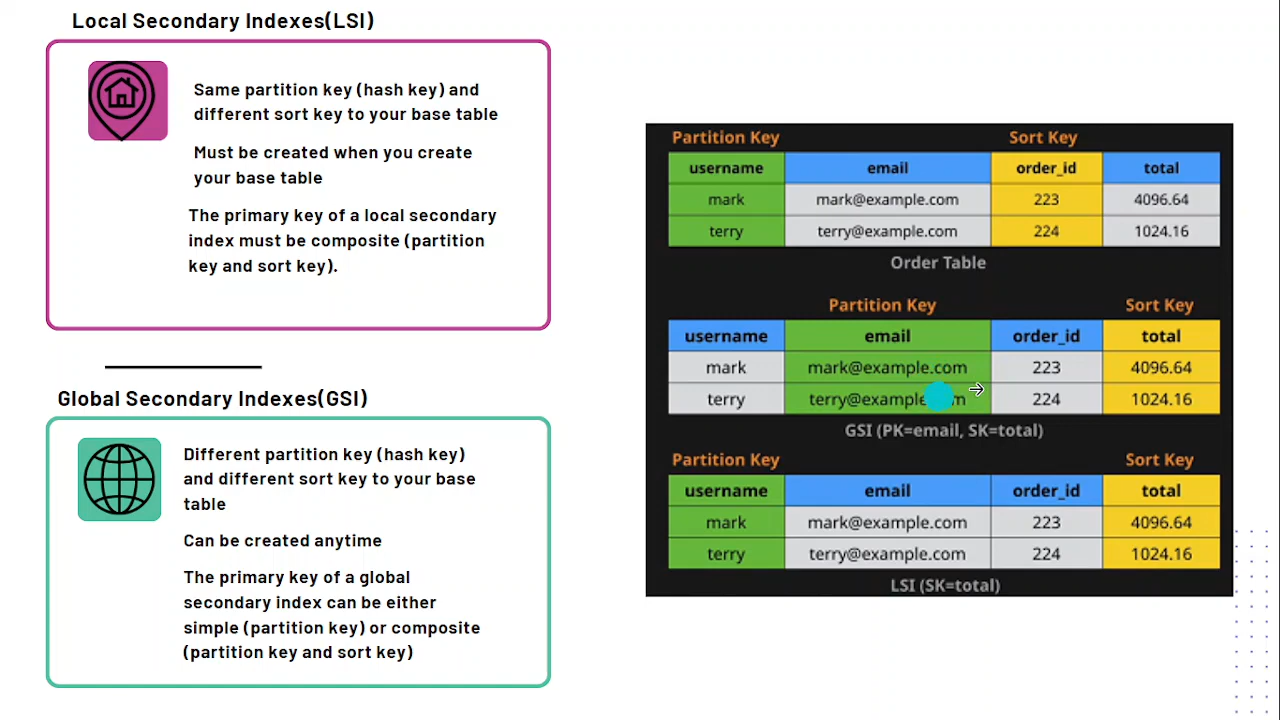 Local Secondary Indexes(LSI)
Same partition key (hash key) and
different sort key to your base table
Must be created when you create
your base table
The primary key of a local secondary
index must be composite (partition
key and sort key).
Global Secondary Indexes(GSI)
Different partition key (hash key)
and different sort key to your base
table
Can be created anytime
The primary key of a global
secondary index can be either
simple (partition key) or composite
(partition key and sort key)
Partition Key Sort Key
username email order_id total
mark mark@example.com 223 4096.64
terry terry@example.com 224 1024.16
Order Table
Partition Key Sort Key
username email order_id total
mark mark@example.com 223 4096.64
terry 224 1024.16
GSI (PK=email, SK=total)
Partition Key Sort Key
username email order_id total
mark mark@example.com 223 4096.64
terry terry@example.com 224 1024.16
LSI (SK=total)